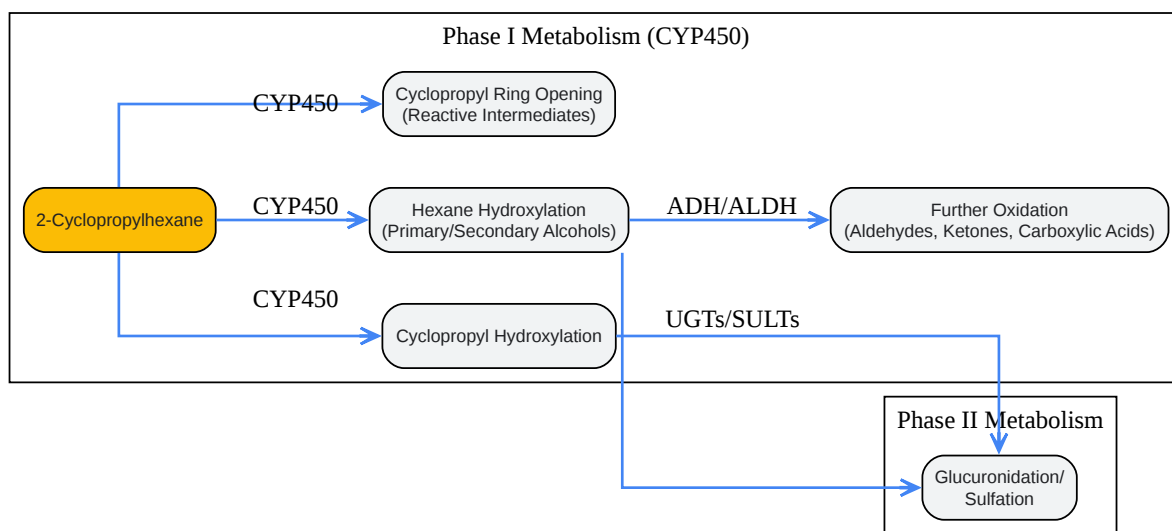 Phase I Metabolism (CYP450)
CYP450
Cyclopropyl Ring Opening
(Reactive Intermediates)
2-Cyclopropylhexane
CYP450
Hexane Hydroxylation
(Primary/Secondary Alcohols)
ADH/ALDH
Further Oxidation
(Aldehydes, Ketones, Carboxylic Acids)
CYP450
Cyclopropyl Hydroxylation
UGTs/SULTs
Phase II Metabolism
Glucuronidation/
Sulfation